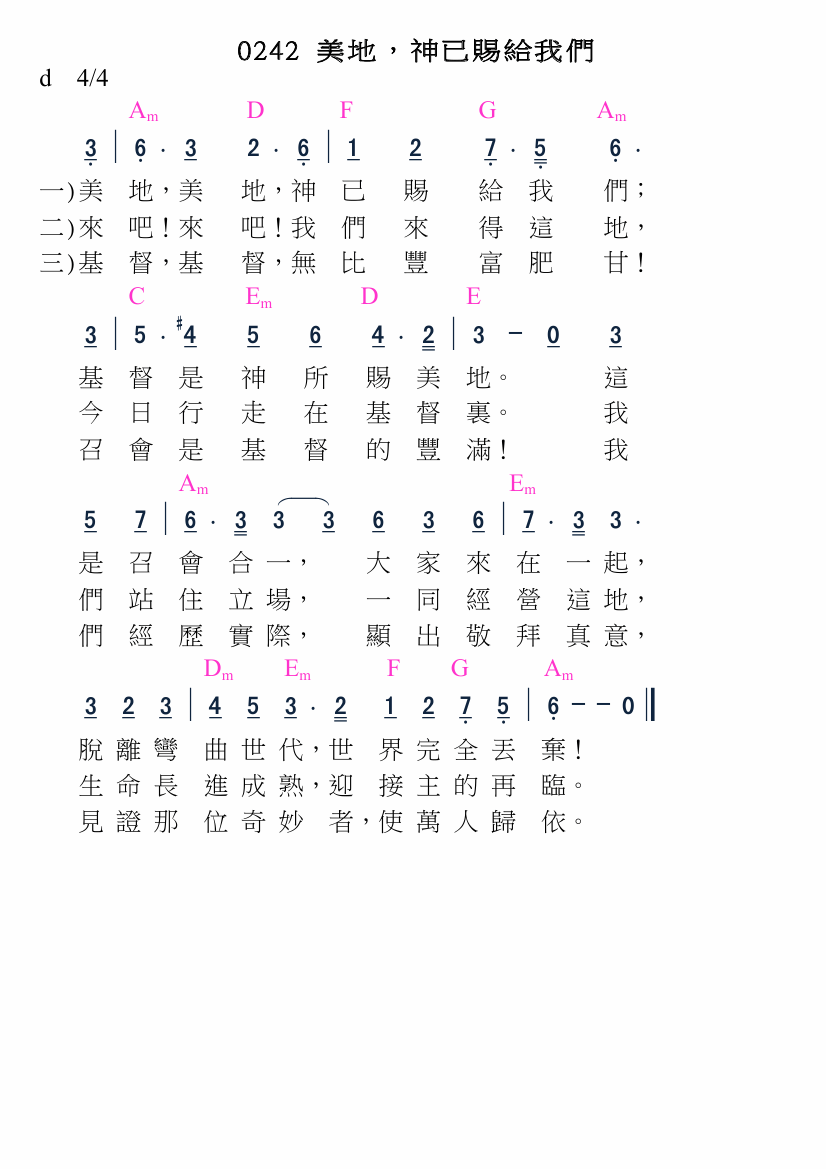 0242 美地，神已賜給我們
d 4/4
Am D F G Am
3 | 6 · 3 2 · 6 | 1 2 7 · 5 6 ·
一)美地，美地，神已賜給我們；
二)來吧！來吧！我們來得這地，
三)基督，基督，無比豐富肥甘！
C Em D E
3 | 5 · #4 5 6 4 · 2 | 3 - 0 3
基督是神所賜美地。 這
今日行走在基督裏。 我
召會是基督的豐滿！ 我
Am Em
5 7 | 6 · 3 3 3 6 3 6 | 7 · 3 3 ·
是召會合一， 大家來在一起，
們站住立場， 一同經營這地，
們經歷實際， 顯出敬拜真意，
Dm Em F G Am
3 2 3 | 4 5 3 · 2 1 2 7 5 | 6 - - 0
脫離彎曲世代，世界完全丟棄！
生命長進成熟，迎接主的再臨。
見證那位奇妙者，使萬人歸依。